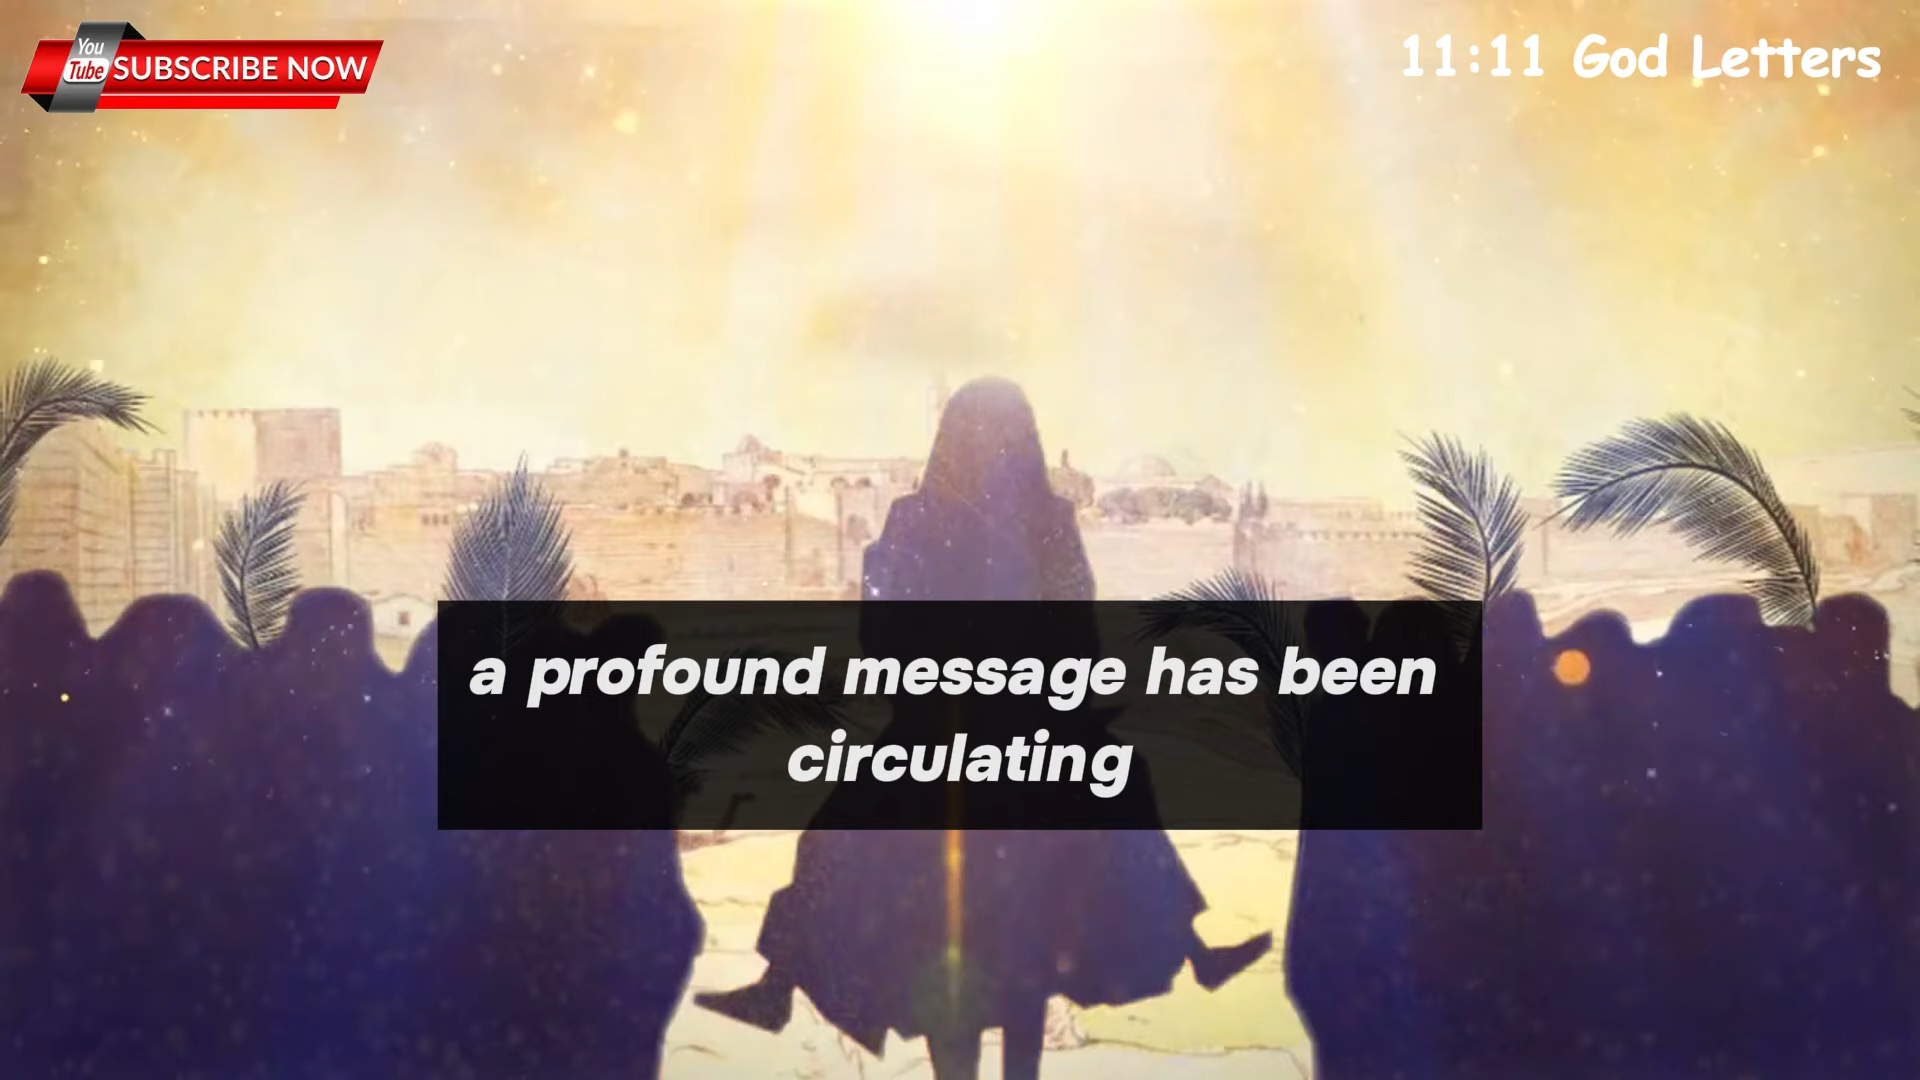 You
Tube
SUBSCRIBE NOW
11:11 God Letters
a profound message has been
circulating